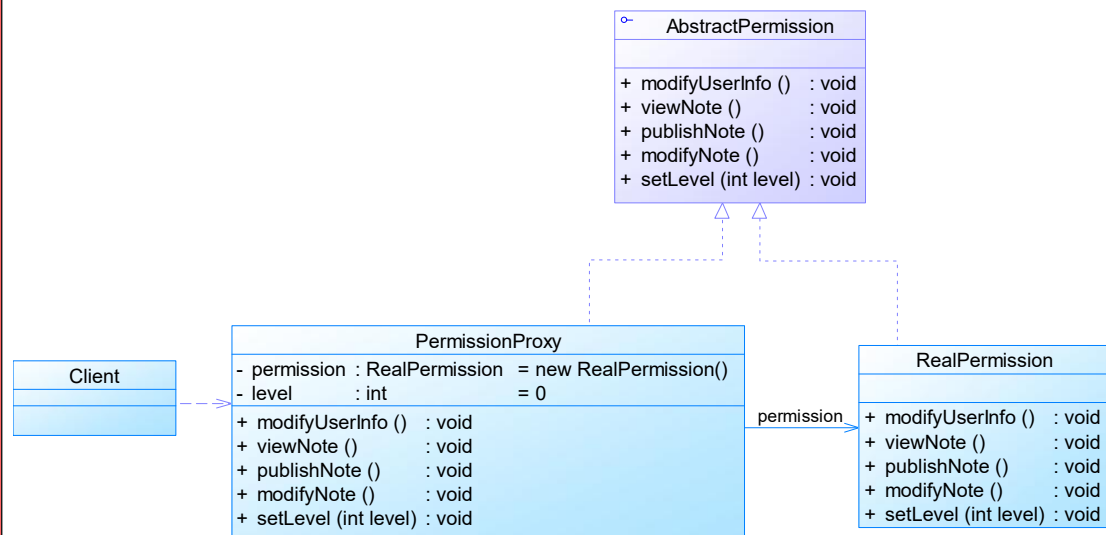 AbstractPermission
+ modifyUserInfo () : void
+ viewNote () : void
+ publishNote () : void
+ modifyNote () : void
+ setLevel (int level) : void
Client
PermissionProxy
- permission : RealPermission = new RealPermission()
- level : int = 0
+ modifyUserInfo () : void
+ viewNote () : void
+ publishNote () : void
+ modifyNote () : void
+ setLevel (int level) : void
permission
RealPermission
+ modifyUserInfo () : void
+ viewNote () : void
+ publishNote () : void
+ modifyNote () : void
+ setLevel (int level) : void